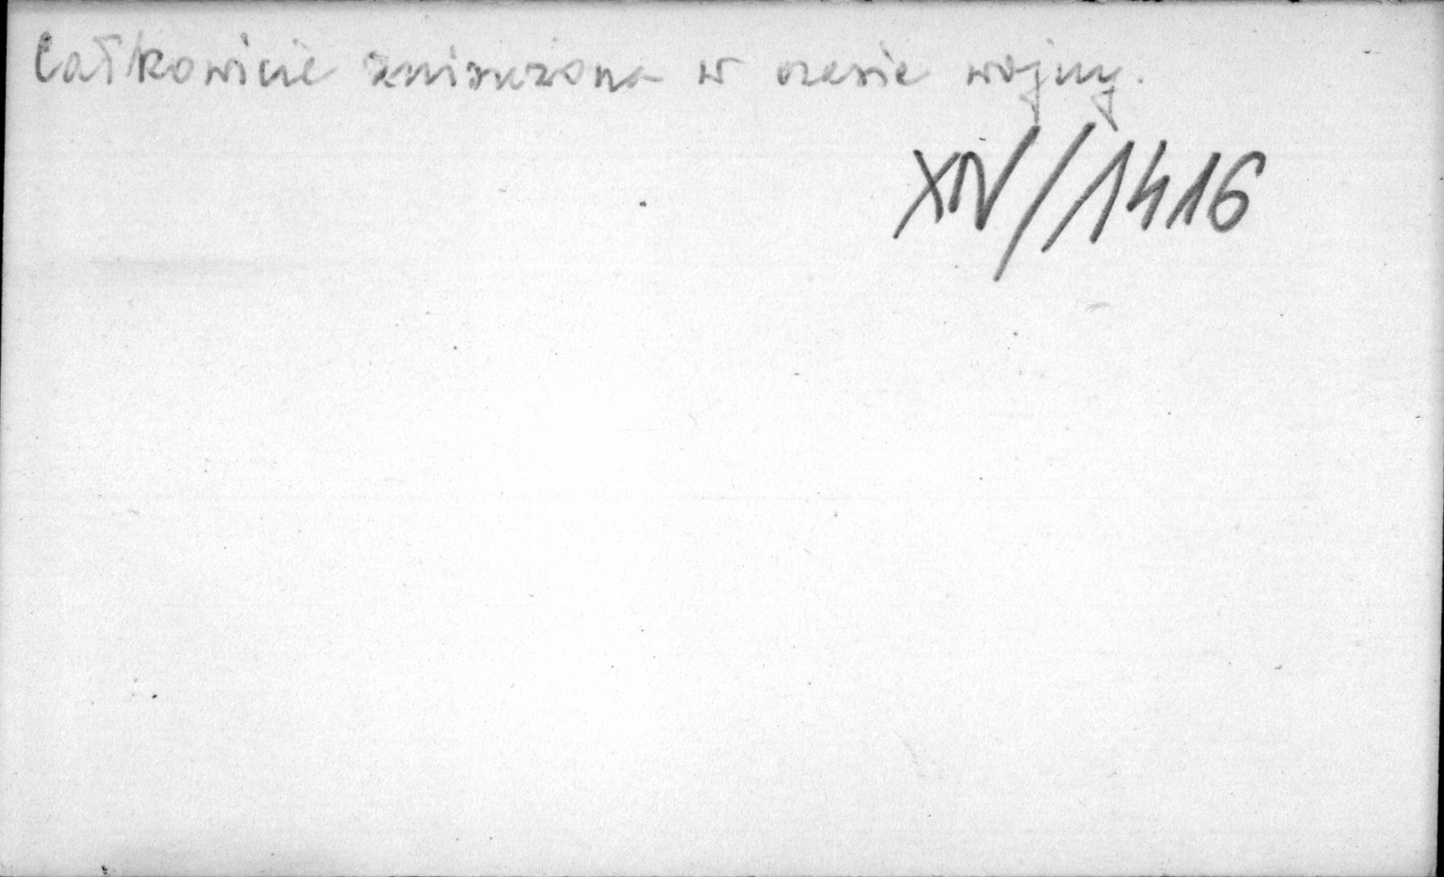 Całkowicie zniszczona w czasie wojny.
XIV/1416